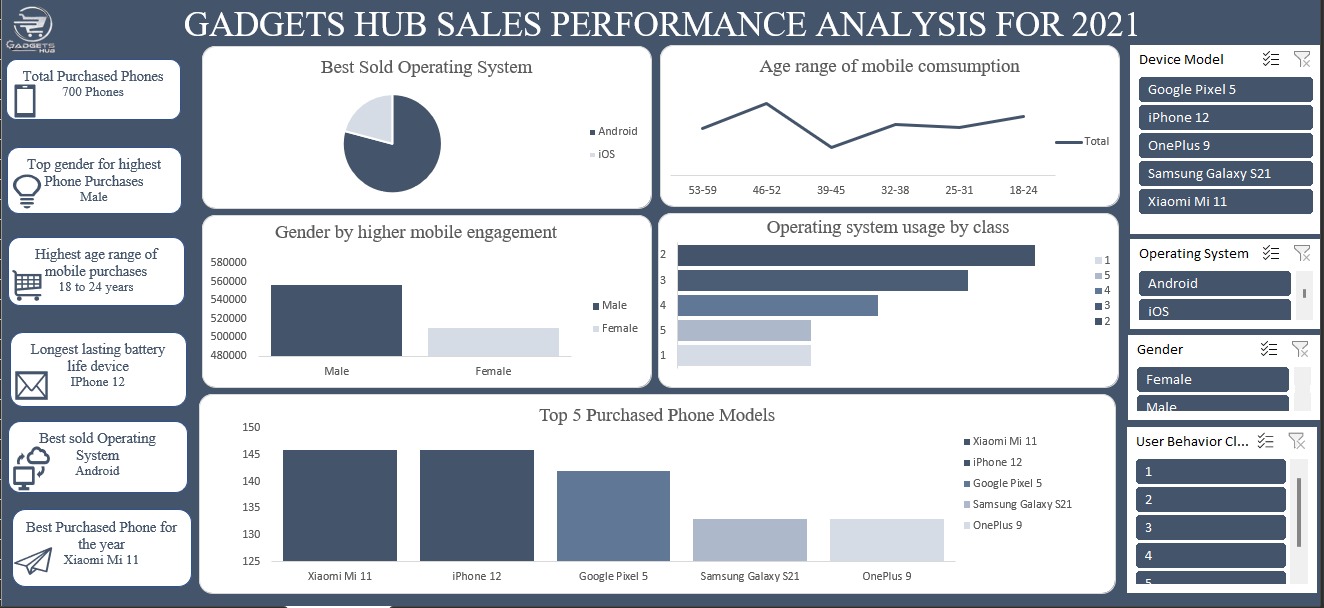 GADGETS HUB
GADGETS HUB SALES PERFORMANCE ANALYSIS FOR 2021
Total Purchased Phones
700 Phones
Top gender for highest
Phone Purchases
Male
Highest age range of
mobile purchases
18 to 24 years
Longest lasting battery
life device
IPhone 12
Best sold Operating
System
Android
Best Purchased Phone for
the year
Xiaomi Mi 11
Best Sold Operating System
Android
iOS
Age range of mobile comsumption
53-59 46-52 39-45 32-38 25-31 18-24
Total
Gender by higher mobile engagement
580000
560000
540000
520000
500000
480000
Male Female
Male
Female
Operating system usage by class
2
3
4
5
1
1
5
4
3
2
Top 5 Purchased Phone Models
150
145
140
135
130
125
Xiaomi Mi 11 iPhone 12 Google Pixel 5 Samsung Galaxy S21 OnePlus 9
Xiaomi Mi 11
iPhone 12
Google Pixel 5
Samsung Galaxy S21
OnePlus 9
Device Model
Google Pixel 5
iPhone 12
OnePlus 9
Samsung Galaxy S21
Xiaomi Mi 11
Operating System
Android
iOS
Gender
Female
Male
User Behavior Cl...
1
2
3
4
5